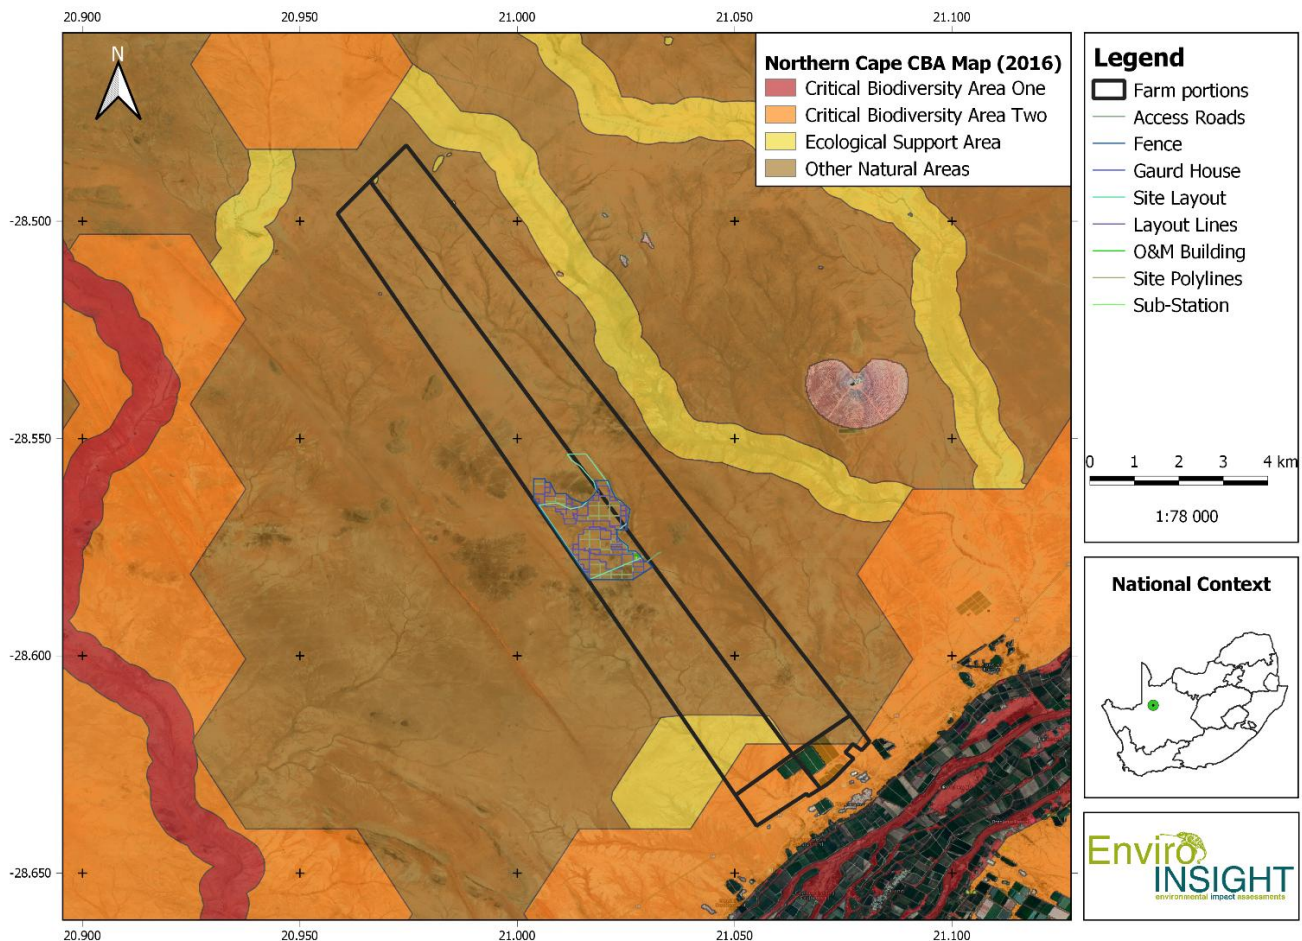 20.900 20.950 21.000 21.050 21.100
N
Northern Cape CBA Map (2016)
Critical Biodiversity Area One
Critical Biodiversity Area Two
Ecological Support Area
Other Natural Areas
-28.500
-28.550
-28.600
-28.650
20.900 20.950 21.000 21.050 21.100
Legend
Farm portions
Access Roads
Fence
Gaurd House
Site Layout
Layout Lines
O&M Building
Site Polylines
Sub-Station
0 1 2 3 4 km
1:78 000
National Context
Enviro
INSIGHT
environmental impact assessments